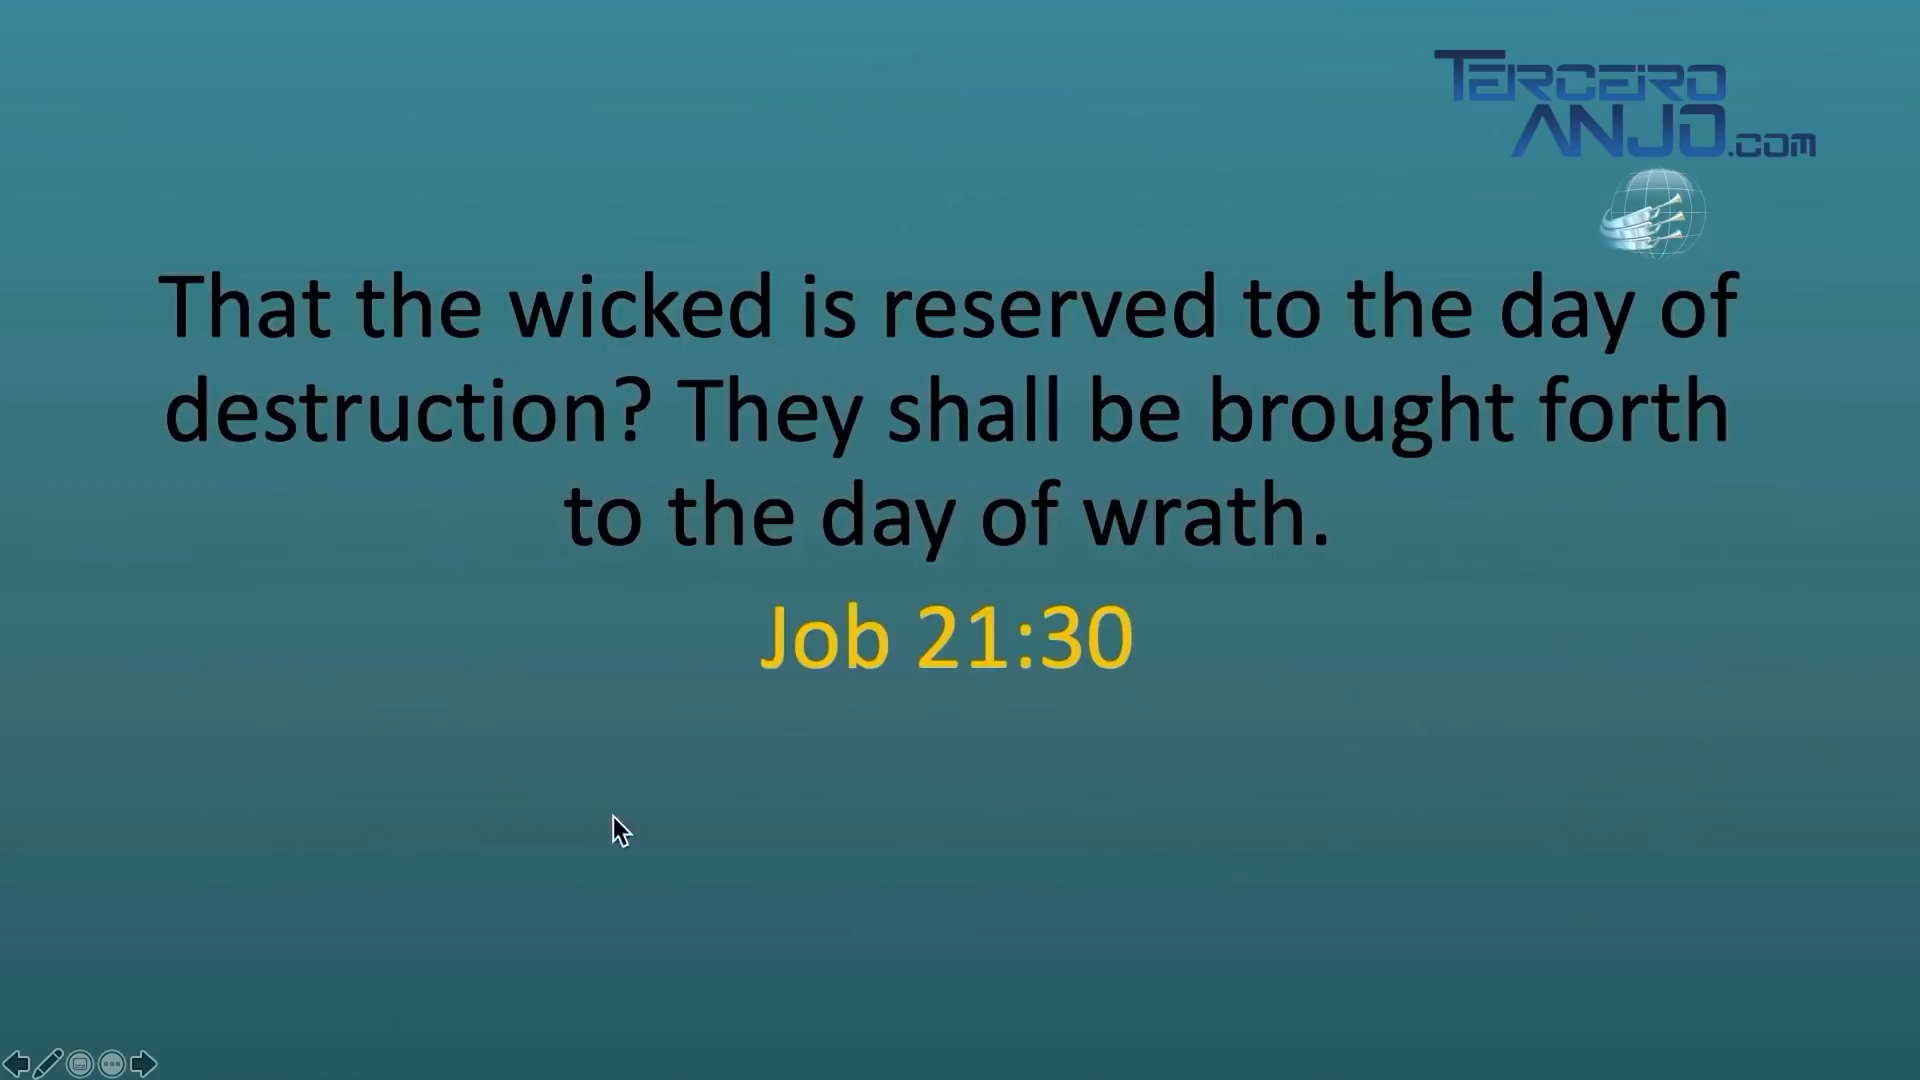 TERCEIRO
ANJO.com
That the wicked is reserved to the day of
destruction? They shall be brought forth
to the day of wrath.
Job 21:30